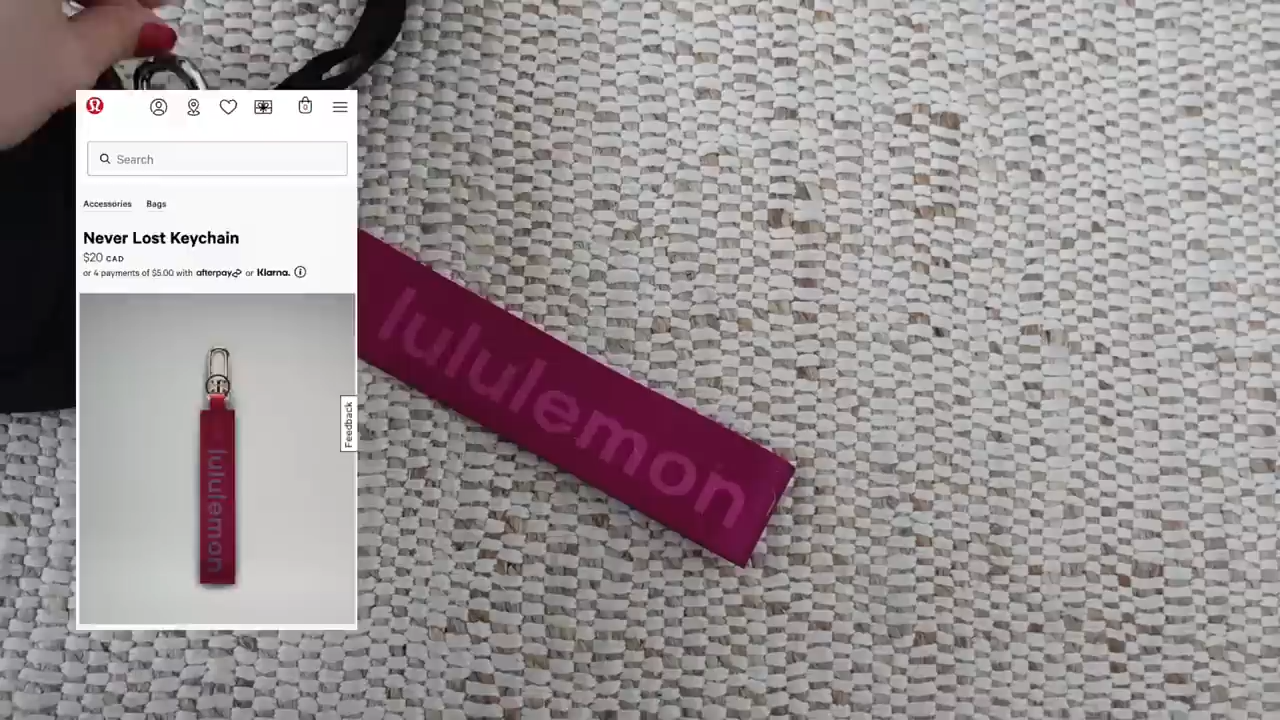 0
Search
Accessories Bags
Never Lost Keychain
$20 CAD
or 4 payments of $5.00 with afterpay or Klarna.
lululemon
Feedback
lululemon